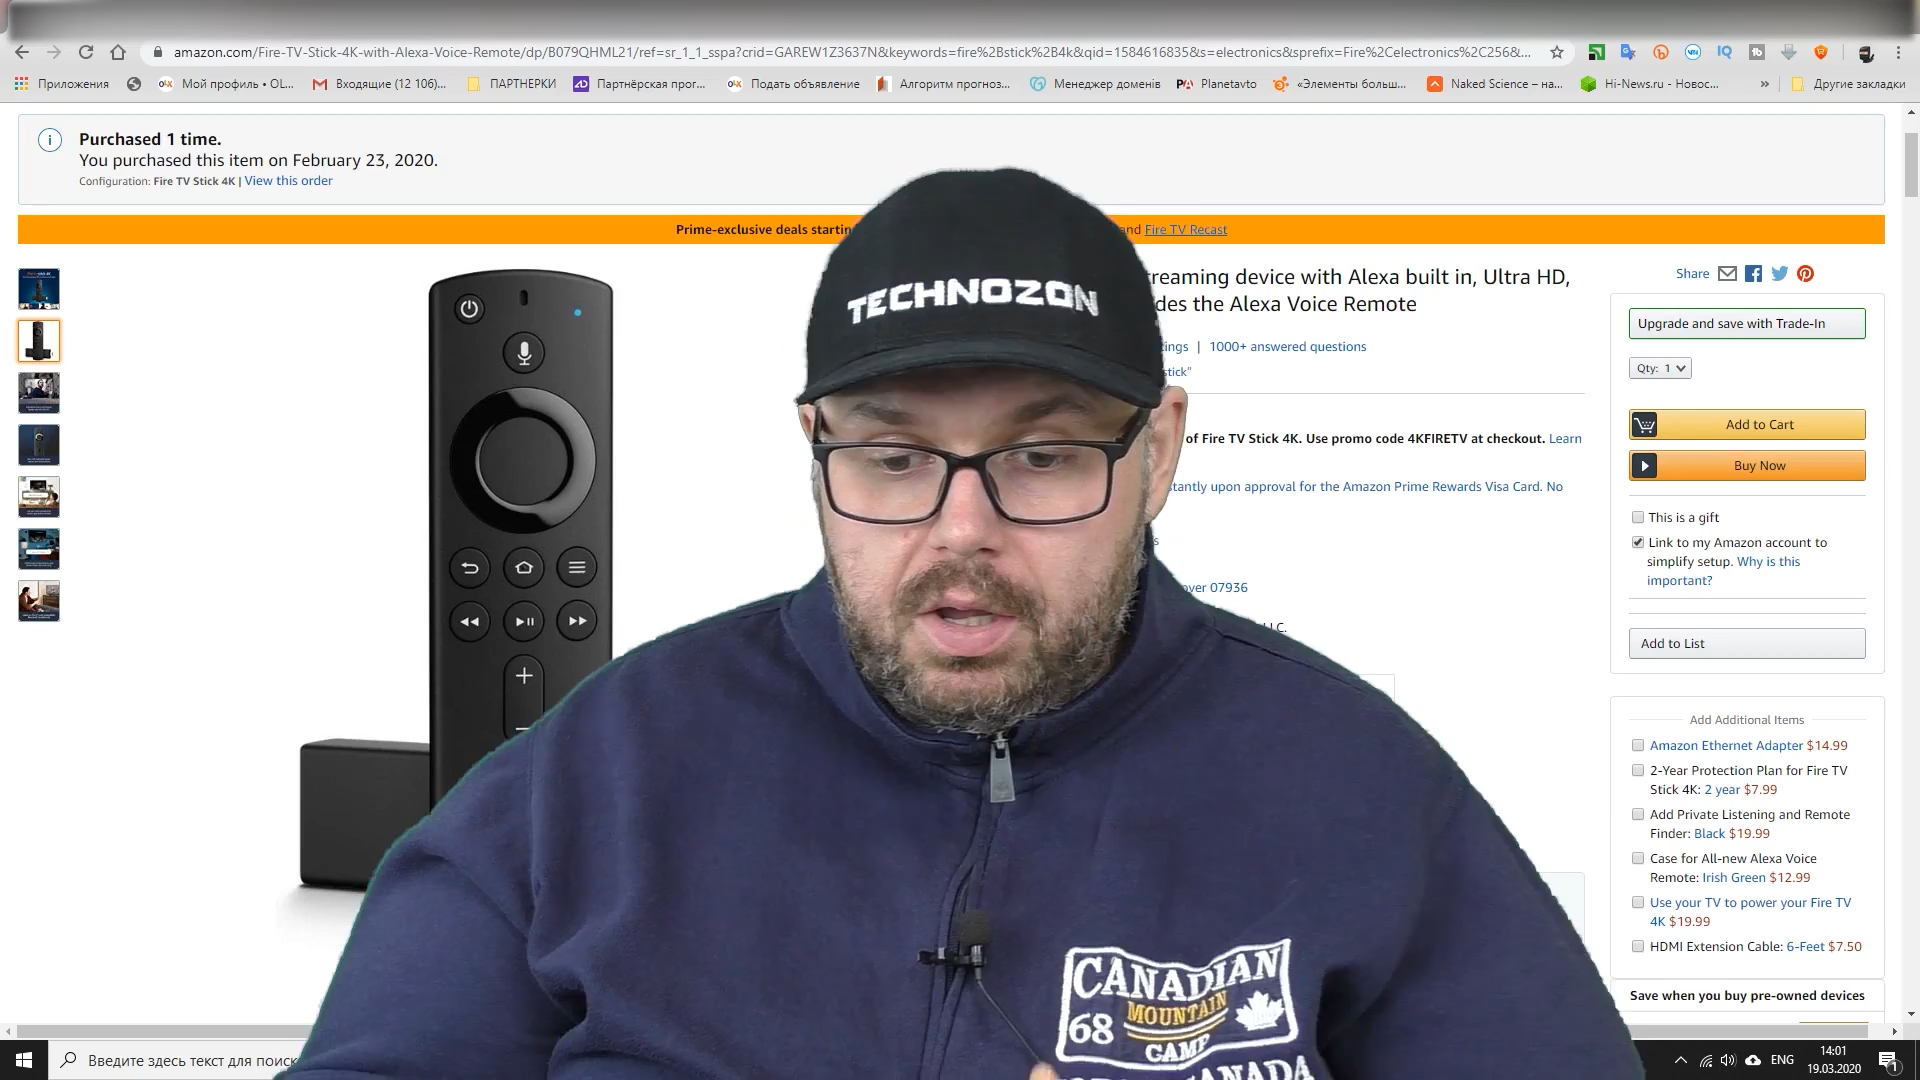 amazon.com/Fire-TV-Stick-4K-with-Alexa-Voice-Remote/dp/B079QHML21/ref=sr_1_1_sspa?crid=GAREW1Z3637N&keywords=fire%2Bstick%2B4k&qid=1584616835&s=electronics&sprefix=Fire%2Celectronics%2C256&...
Приложения
Мой профиль • OL...
Входящие (12 106)...
ПАРТНЕРКИ
Партнёрская прог...
Подать объявление
Алгоритм прогноз...
Менеджер доменів
Planetavto
«Элементы больш...
Naked Science – на...
Hi-News.ru - Новос...
»
Другие закладки
Purchased 1 time.
You purchased this item on February 23, 2020.
Configuration: Fire TV Stick 4K | View this order
Prime-exclusive deals
and Fire TV Recast
TECHNOZON
streaming device with Alexa built in, Ultra HD,
the Alexa Voice Remote
| 1000+ answered questions
of Fire TV Stick 4K. Use promo code 4KFIRETV at checkout. Learn
upon approval for the Amazon Prime Rewards Visa Card. No
07936
Share
Upgrade and save with Trade-In
Qty: 1
Add to Cart
Buy Now
This is a gift
Link to my Amazon account to
simplify setup. Why is this
important?
Add to List
Add Additional Items
Amazon Ethernet Adapter $14.99
2-Year Protection Plan for Fire TV
Stick 4K: 2 year $7.99
Add Private Listening and Remote
Finder: Black $19.99
Case for All-new Alexa Voice
Remote: Irish Green $12.99
Use your TV to power your Fire TV
4K $19.99
HDMI Extension Cable: 6-Feet $7.50
Save when you buy pre-owned devices
CANADIAN
MOUNTAIN
68
CAMP
CANADA
Введите здесь текст для
ENG
14:01
19.03.2020
1